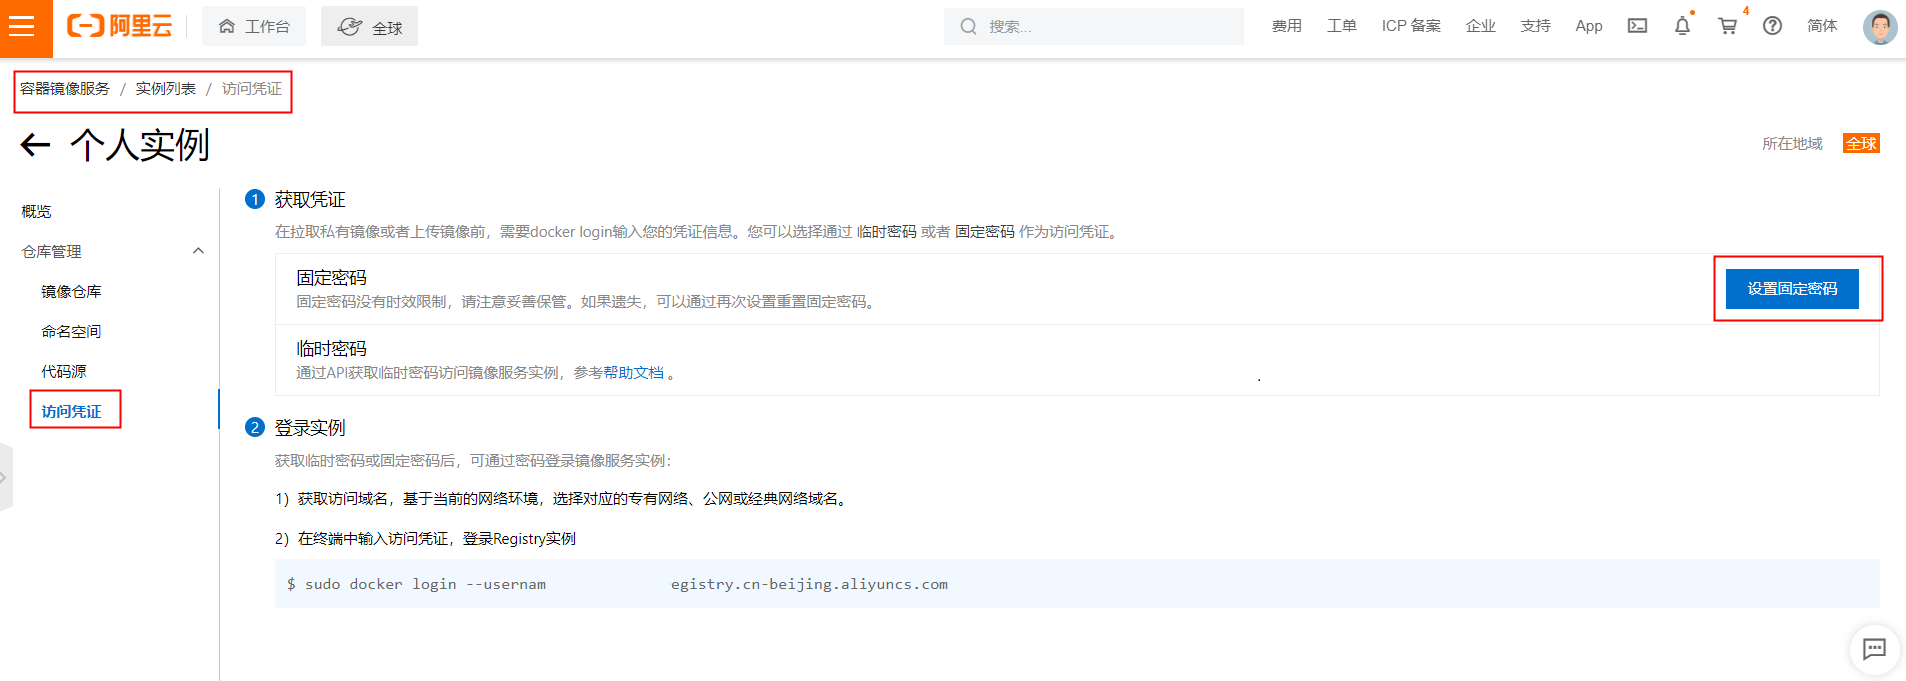 阿里云
工作台
全球
搜索...
费用
工单
ICP 备案
企业
支持
App
4
简体
容器镜像服务 / 实例列表 / 访问凭证
个人实例
所在地域 全球
概览
仓库管理
镜像仓库
命名空间
代码源
访问凭证
1 获取凭证
在拉取私有镜像或者上传镜像前，需要docker login输入您的凭证信息。您可以选择通过 临时密码 或者 固定密码 作为访问凭证。
固定密码
固定密码没有时效限制，请注意妥善保管。如果遗失，可以通过再次设置重置固定密码。
设置固定密码
临时密码
通过API获取临时密码访问镜像服务实例，参考帮助文档 。
2 登录实例
获取临时密码或固定密码后，可通过密码登录镜像服务实例：
1）获取访问域名，基于当前的网络环境，选择对应的专有网络、公网或经典网络域名。
2）在终端中输入访问凭证，登录Registry实例
$ sudo docker login --usernam egistry.cn-beijing.aliyuncs.com